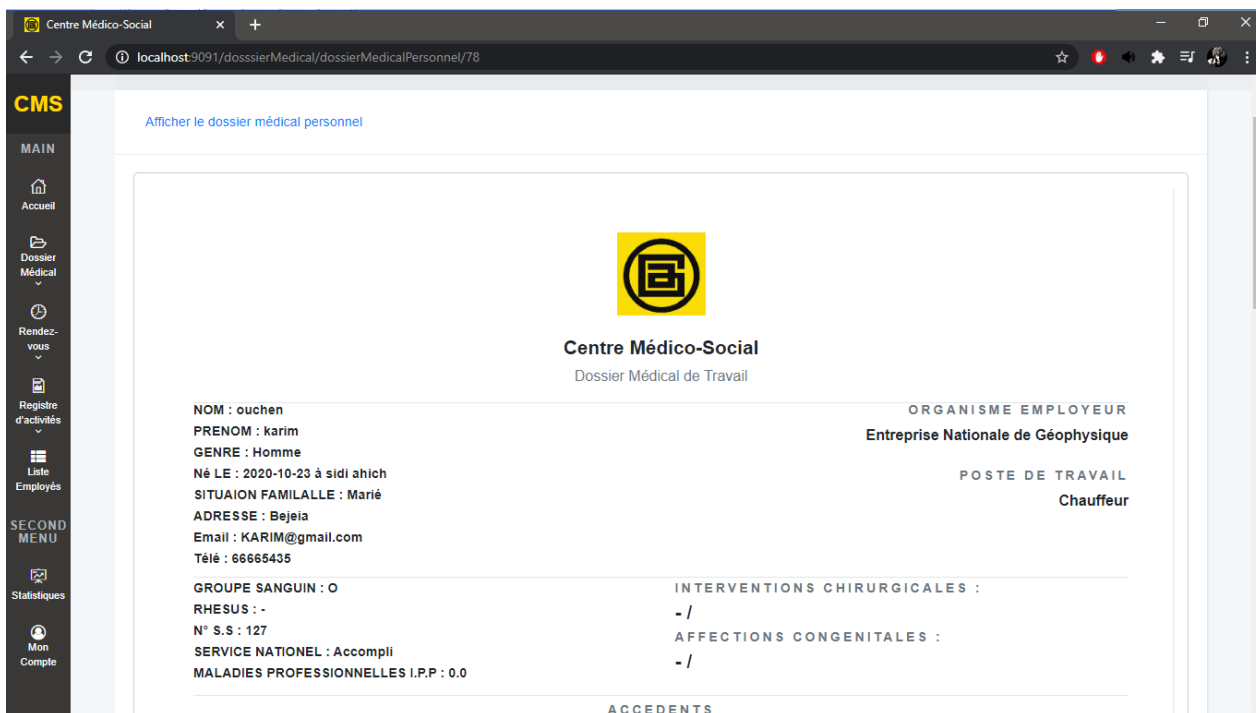 Centre Médico-Social
localhost:9091/dosssierMedical/dossierMedicalPersonnel/78
CMS
MAIN
Accueil
Dossier
Médical
Rendez-
vous
Registre
d'activités
Liste
Employés
SECOND
MENU
Statistiques
Mon
Compte
Afficher le dossier médical personnel
Centre Médico-Social
Dossier Médical de Travail
NOM : ouchen
PRENOM : karim
GENRE : Homme
Né LE : 2020-10-23 à sidi ahich
SITUAION FAMILALLE : Marié
ADRESSE : Bejeia
Email : KARIM@gmail.com
Télé : 66665435
ORGANISME EMPLOYEUR
Entreprise Nationale de Géophysique
POSTE DE TRAVAIL
Chauffeur
GROUPE SANGUIN : O
RHESUS : -
N° S.S : 127
SERVICE NATIONEL : Accompli
MALADIES PROFESSIONNELLES I.P.P : 0.0
INTERVENTIONS CHIRURGICALES :
- /
AFFECTIONS CONGENITALES :
- /
ACCEDENTS